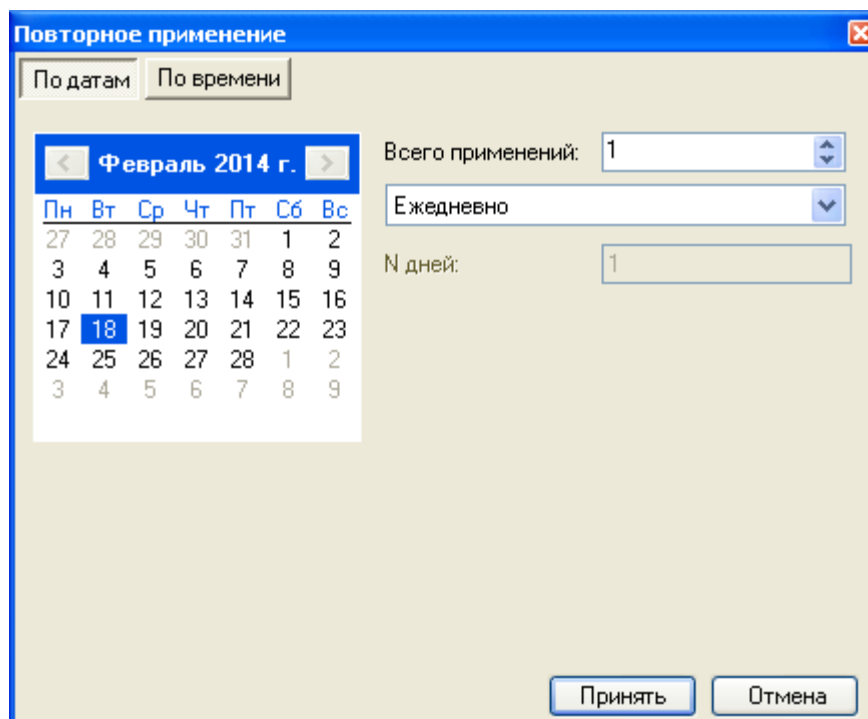 Повторное применение
По датам По времени
Февраль 2014 г.
Всего применений: 1
Пн Вт Ср Чт Пт Сб Вс
Ежедневно
27 28 29 30 31 1 2
N дней: 1
3 4 5 6 7 8 9
10 11 12 13 14 15 16
17 18 19 20 21 22 23
24 25 26 27 28 1 2
3 4 5 6 7 8 9
Принять Отмена